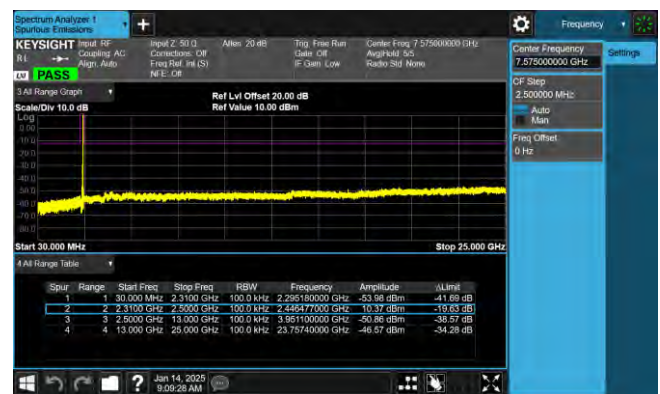 Spectrum Analyzer 1
Spurious Emissions
+
Frequency
KEYSIGHT
RL
LXI
PASS
Input: RF
Coupling: AC
Align: Auto
Input Z: 50 Ω
Corrections: Off
Freq Ref: Int (S)
NFE: Off
Atten: 20 dB
Trig: Free Run
Gate: Off
IF Gain: Low
Center Freq: 7.575000000 GHz
Avg|Hold: 5/5
Radio Std: None
Center Frequency
7.575000000 GHz
Settings
CF Step
2.500000 MHz
Auto
Man
Freq Offset
0 Hz
3 All Range Graph
Scale/Div 10.0 dB
Ref Lvl Offset 20.00 dB
Ref Value 10.00 dBm
Log
0.00
-10.0
-20.0
-30.0
-40.0
-50.0
-60.0
-70.0
-80.0
Start 30.000 MHz
Stop 25.000 GHz
4 All Range Table
Spur Range Start Freq Stop Freq RBW Frequency Amplitude ΔLimit
1 1 30.000 MHz 2.3100 GHz 100.0 kHz 2.295180000 GHz -53.98 dBm -41.69 dB
2 2 2.3100 GHz 2.5000 GHz 100.0 kHz 2.446477000 GHz 10.37 dBm -19.63 dB
3 3 2.5000 GHz 13.000 GHz 100.0 kHz 3.951100000 GHz -50.86 dBm -38.57 dB
4 4 13.000 GHz 25.000 GHz 100.0 kHz 23.75740000 GHz -46.57 dBm -34.28 dB
?
Jan 14, 2025
9:09:28 AM